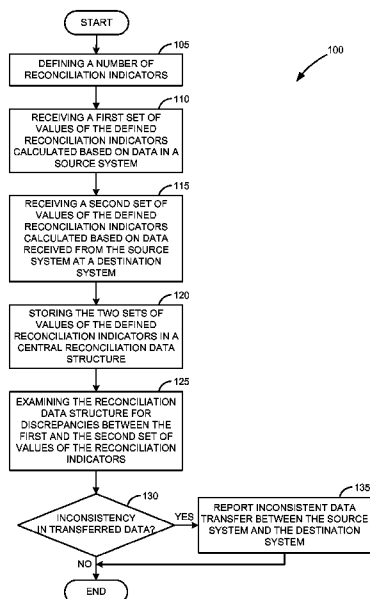 START
105
DEFINING A NUMBER OF
RECONCILIATION INDICATORS
100
110
RECEIVING A FIRST SET OF
VALUES OF THE DEFINED
RECONCILIATION INDICATORS
CALCULATED BASED ON DATA IN A
SOURCE SYSTEM
115
RECEIVING A SECOND SET OF
VALUES OF THE DEFINED
RECONCILIATION INDICATORS
CALCULATED BASED ON DATA
RECEIVED FROM THE SOURCE
SYSTEM AT A DESTINATION
SYSTEM
120
STORING THE TWO SETS OF
VALUES OF THE DEFINED
RECONCILIATION INDICATORS IN A
CENTRAL RECONCILIATION DATA
STRUCTURE
125
EXAMINING THE RECONCILIATION
DATA STRUCTURE FOR
DISCREPANCIES BETWEEN THE
FIRST AND THE SECOND SET OF
VALUES OF THE RECONCILIATION
INDICATORS
130
INCONSISTENCY
IN TRANSFERRED DATA?
YES
135
REPORT INCONSISTENT DATA
TRANSFER BETWEEN THE SOURCE
SYSTEM AND THE DESTINATION
SYSTEM
NO
END